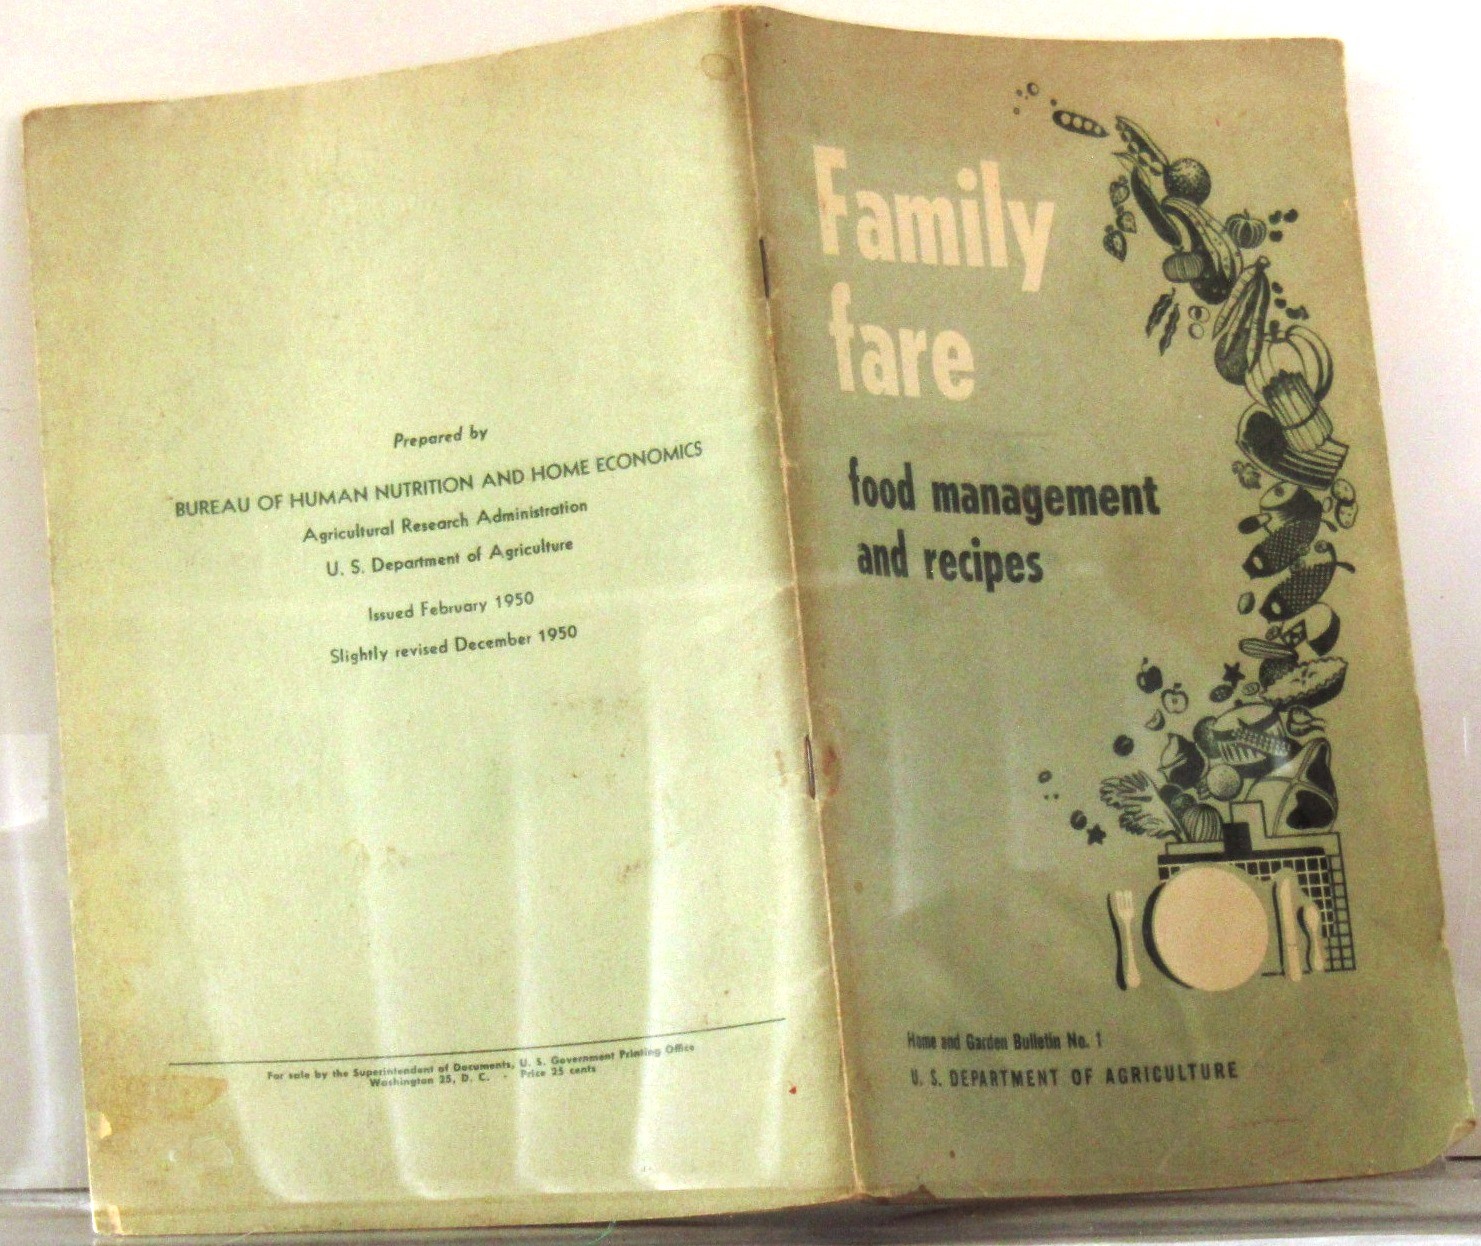 Prepared by
BUREAU OF HUMAN NUTRITION AND HOME ECONOMICS
Agricultural Research Administration
U. S. Department of Agriculture
Issued February 1950
Slightly revised December 1950
For sale by the Superintendent of Documents, U. S. Government Printing Office
Washington 25, D. C. - Price 25 cents
Family
fare
food management
and recipes
Home and Garden Bulletin No. 1
U. S. DEPARTMENT OF AGRICULTURE